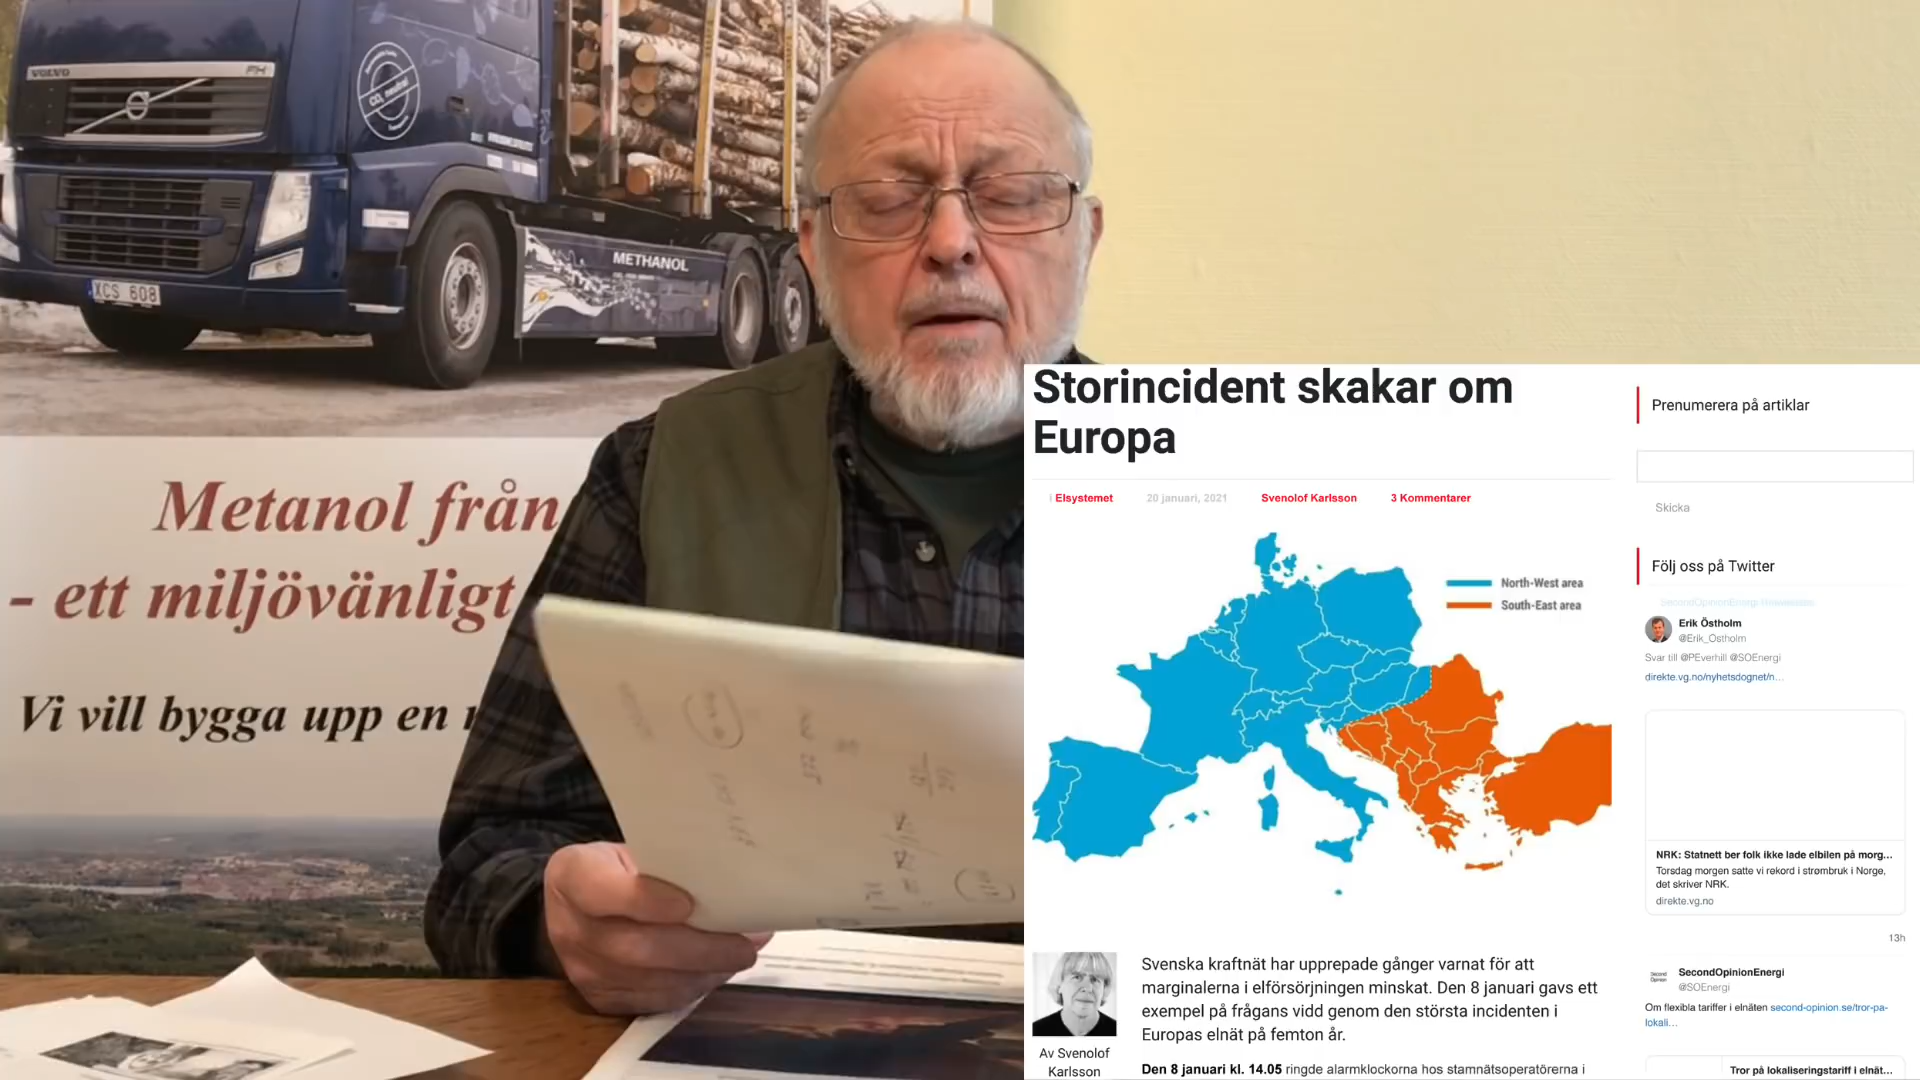 VOLVO
FH
CO₂ neutral
XCS 608
METHANOL
Metanol från
- ett miljövänligt
Vi vill bygga upp en
Storincident skakar om
Europa
i Elsystemet
20 januari, 2021
Svenolof Karlsson
3 Kommentarer
North-West area
South-East area
Svenska kraftnät har upprepade gånger varnat för att
marginalerna i elförsörjningen minskat. Den 8 januari gavs ett
exempel på frågans vidd genom den största incidenten i
Europas elnät på femton år.
Av Svenolof
Karlsson
Den 8 januari kl. 14.05 ringde alarmklockorna hos stamnätsoperatörerna i
Prenumerera på artiklar
Skicka
Följ oss på Twitter
Erik Östholm
@Erik_Ostholm
Svar till @PEverhill @SOEnergi
direkte.vg.no/nyhetsdognet/n...
NRK: Statnett ber folk ikke lade elbilen på morg...
Torsdag morgen satte vi rekord i strømbruk i Norge,
det skriver NRK.
direkte.vg.no
13h
Second
Opinion
SecondOpinionEnergi
@SOEnergi
Om flexibla tariffer i elnäten second-opinion.se/tror-pa-
lokali...
Tror på lokaliseringstariff i elnät...